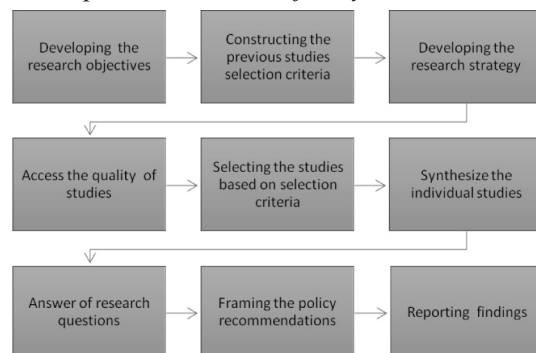 Developing the
research objectives
Constructing the
previous studies
selection criteria
Developing the
research strategy
Access the quality of
studies
Selecting the studies
based on selection
criteria
Synthesize the
individual studies
Answer of research
questions
Framing the policy
recommendations
Reporting findings